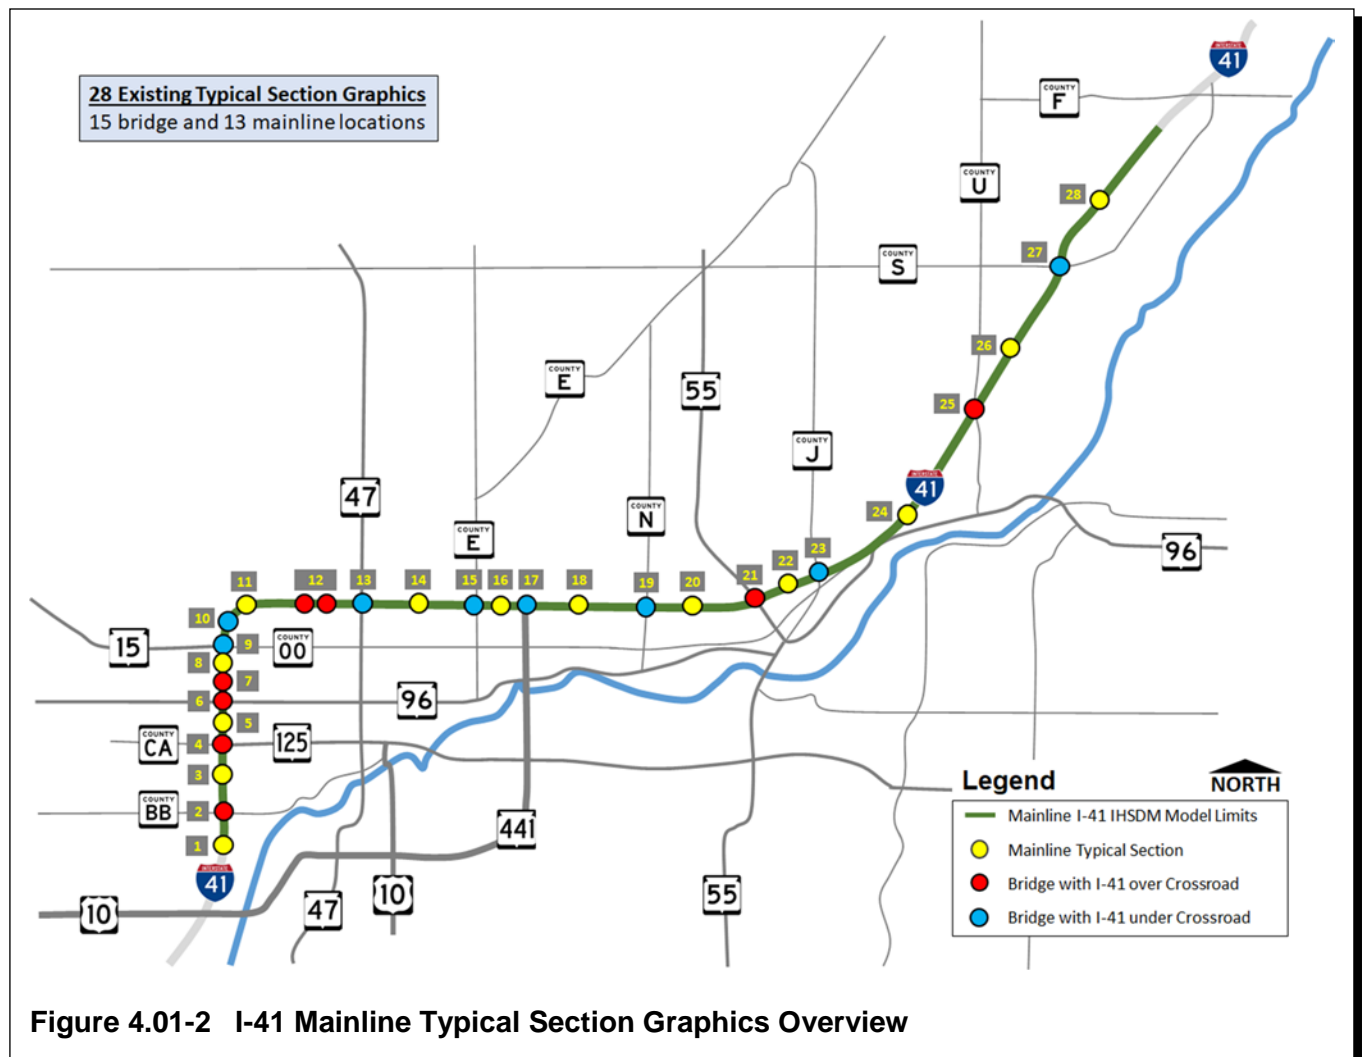 28 Existing Typical Section Graphics
15 bridge and 13 mainline locations
INTERSTATE
41
COUNTY
F
COUNTY
U
28
27
COUNTY
S
26
COUNTY
E
55
25
COUNTY
J
47
INTERSTATE
41
COUNTY
N
24
COUNTY
E
96
23
22
21
11
12
13
14
15
16
17
18
19
20
10
9
15
COUNTY
OO
8
7
6
96
5
COUNTY
CA
4
125
3
Legend
NORTH
COUNTY
BB
2
441
1
INTERSTATE
41
10
47
10
55
Mainline I-41 IHSDM Model Limits
Mainline Typical Section
Bridge with I-41 over Crossroad
Bridge with I-41 under Crossroad
Figure 4.01-2 I-41 Mainline Typical Section Graphics Overview